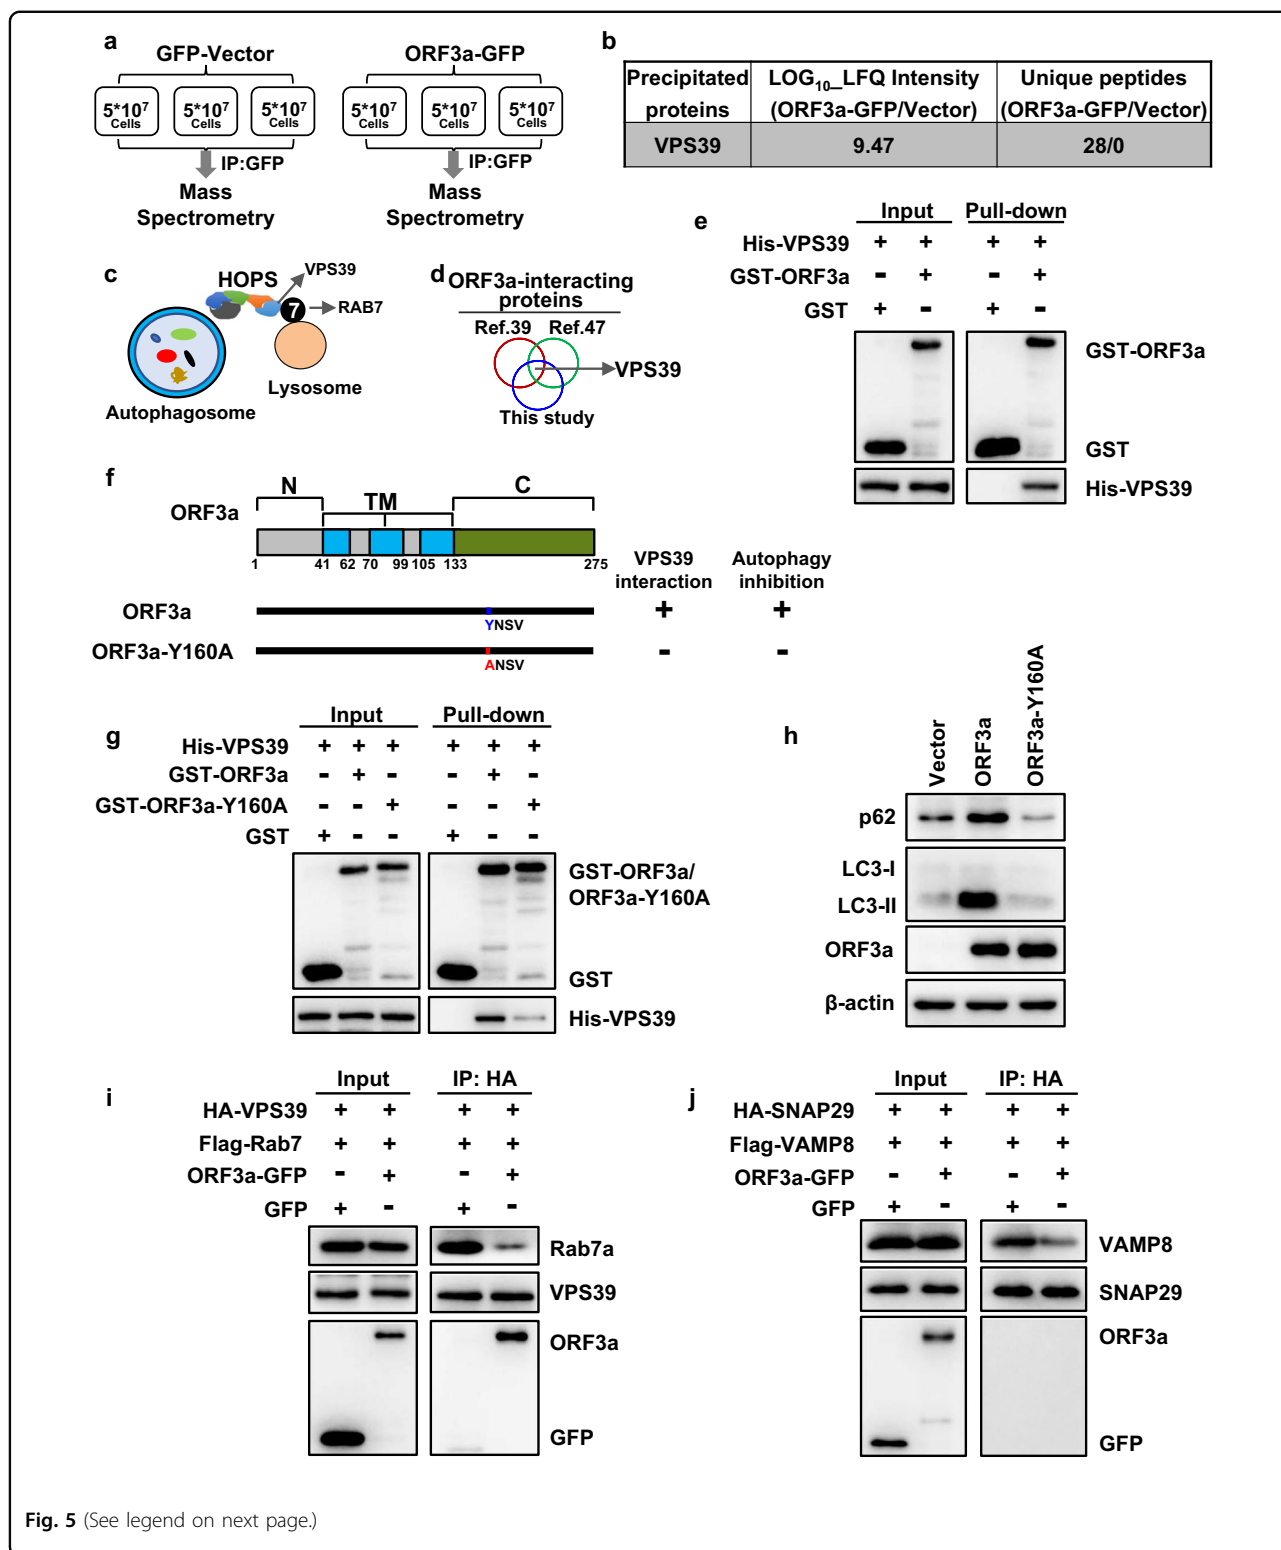 a
GFP-Vector
ORF3a-GFP
5*10⁷ Cells
5*10⁷ Cells
5*10⁷ Cells
5*10⁷ Cells
5*10⁷ Cells
5*10⁷ Cells
IP:GFP
IP:GFP
Mass Spectrometry
Mass Spectrometry
b
Precipitated proteins
LOG₁₀_LFQ Intensity (ORF3a-GFP/Vector)
Unique peptides (ORF3a-GFP/Vector)
VPS39 9.47 28/0
c
HOPS
VPS39
7
RAB7
Lysosome
Autophagosome
d
ORF3a-interacting
proteins
Ref.39 Ref.47
VPS39
This study
e
Input Pull-down
His-VPS39 + + + +
GST-ORF3a - + - +
GST + - + -
GST-ORF3a
GST
His-VPS39
f
N
TM
C
ORF3a
1 41 62 70 99 105 133 275
VPS39 interaction
Autophagy inhibition
ORF3a + +
YNSV
ORF3a-Y160A - -
ANSV
g
Input Pull-down
His-VPS39 + + + + + +
GST-ORF3a - + - - + -
GST-ORF3a-Y160A - - + - - +
GST + - - + - -
GST-ORF3a/
ORF3a-Y160A
GST
His-VPS39
h
Vector
ORF3a
ORF3a-Y160A
p62
LC3-I
LC3-II
ORF3a
β-actin
i
Input IP: HA
HA-VPS39 + + + +
Flag-Rab7 + + + +
ORF3a-GFP - + - +
GFP + - + -
Rab7a
VPS39
ORF3a
GFP
j
Input IP: HA
HA-SNAP29 + + + +
Flag-VAMP8 + + + +
ORF3a-GFP - + - +
GFP + - + -
VAMP8
SNAP29
ORF3a
GFP
Fig. 5 (See legend on next page.)